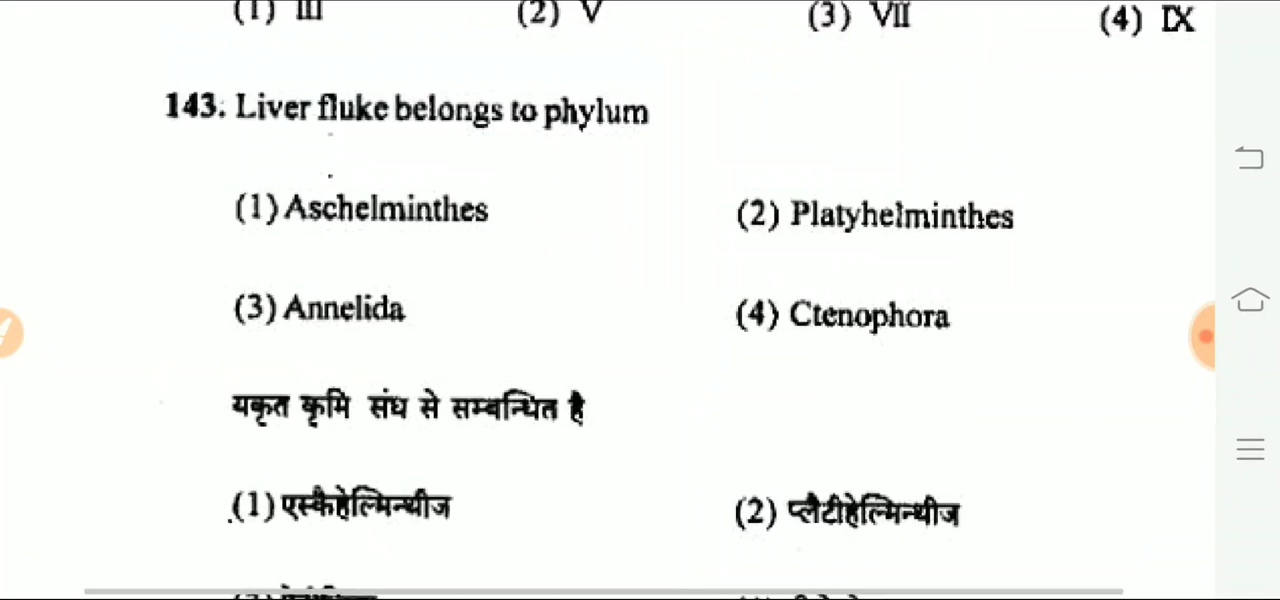 (1) III (2) V (3) VII (4) IX
143. Liver fluke belongs to phylum
(1) Aschelminthes (2) Platyhelminthes
(3) Annelida (4) Ctenophora
यकृत कृमि संघ से सम्बन्धित है
(1) एस्कैहेल्मिन्थीज (2) प्लैटीहेल्मिन्थीज